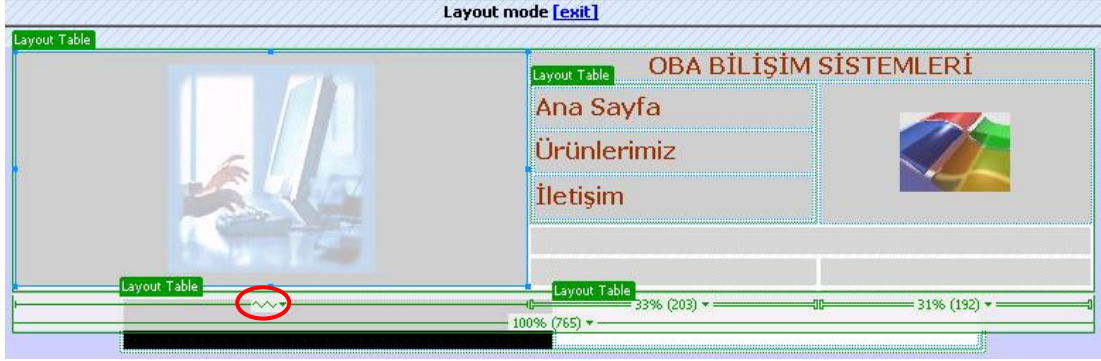 Layout mode [exit]
Layout Table
OBA BİLİŞİM SİSTEMLERİ
Layout Table
Ana Sayfa
Ürünlerimiz
İletişim
Layout Table
Layout Table
33% (203)
31% (192)
100% (765)